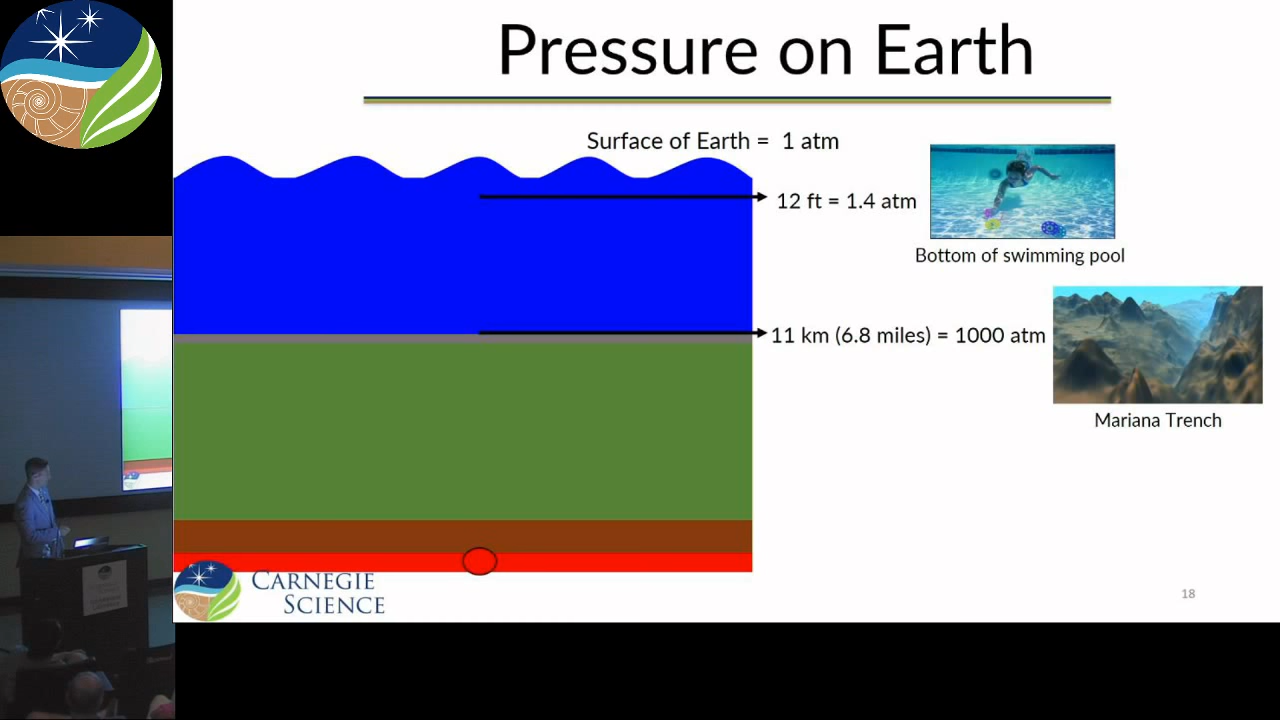 Pressure on Earth
Surface of Earth = 1 atm
12 ft = 1.4 atm
Bottom of swimming pool
11 km (6.8 miles) = 1000 atm
Mariana Trench
CARNEGIE
SCIENCE
18